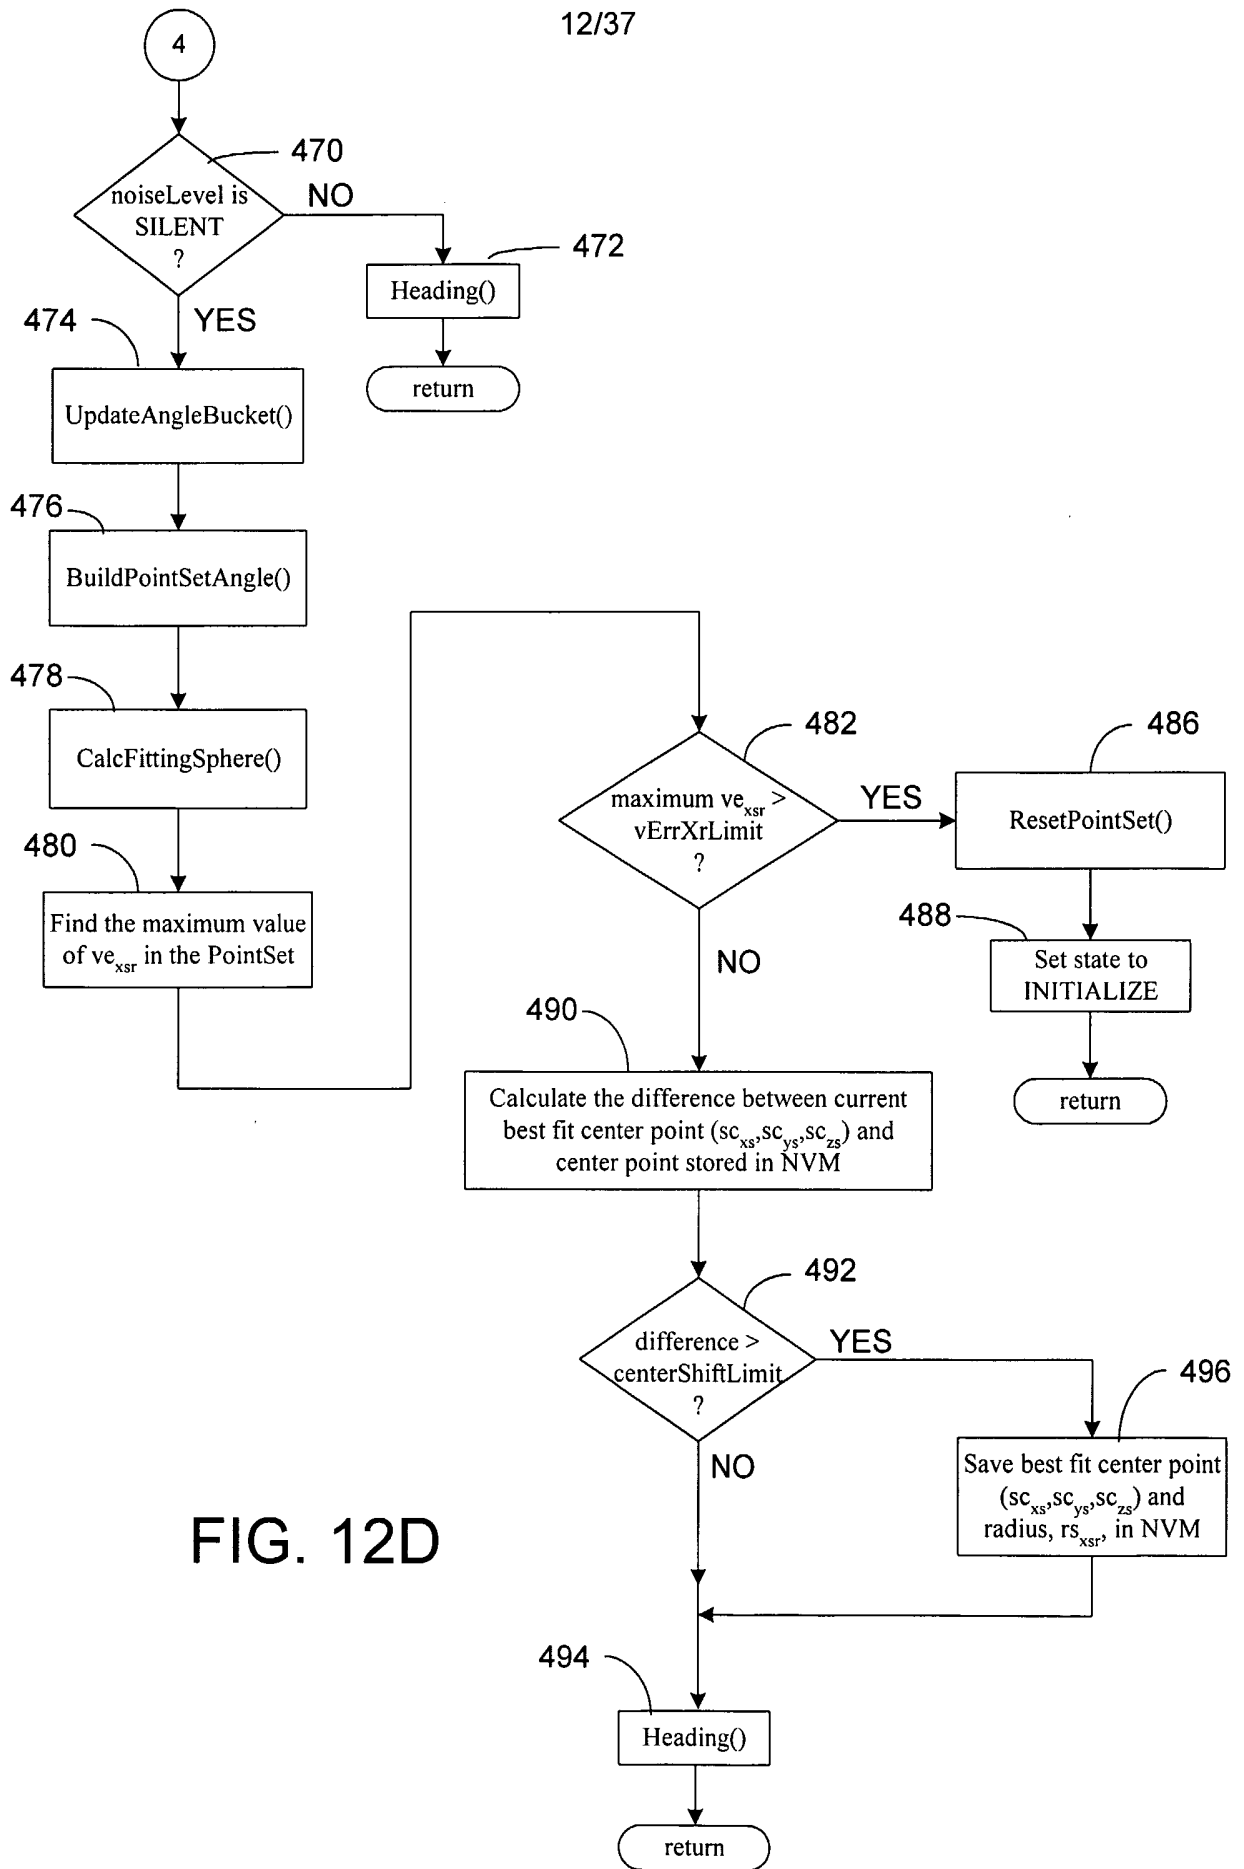 12/37
4
470
noiseLevel is
SILENT
?
NO
472
Heading()
return
YES
474
UpdateAngleBucket()
476
BuildPointSetAngle()
478
CalcFittingSphere()
480
Find the maximum value
of ve_xsr in the PointSet
482
maximum ve_xsr >
vErrXrLimit
?
YES
486
ResetPointSet()
488
Set state to
INITIALIZE
return
NO
490
Calculate the difference between current
best fit center point (sc_xs,sc_ys,sc_zs) and
center point stored in NVM
492
difference >
centerShiftLimit
?
YES
496
Save best fit center point
(sc_xs,sc_ys,sc_zs) and
radius, rs_xsr, in NVM
NO
494
Heading()
return
FIG. 12D